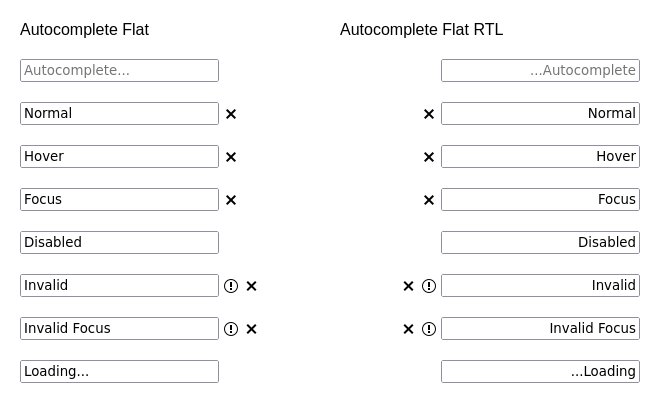 Autocomplete Flat
Autocomplete...
Normal
Hover
Focus
Disabled
Invalid
Invalid Focus
Loading...
Autocomplete Flat RTL
...Autocomplete
Normal
Hover
Focus
Disabled
Invalid
Invalid Focus
...Loading